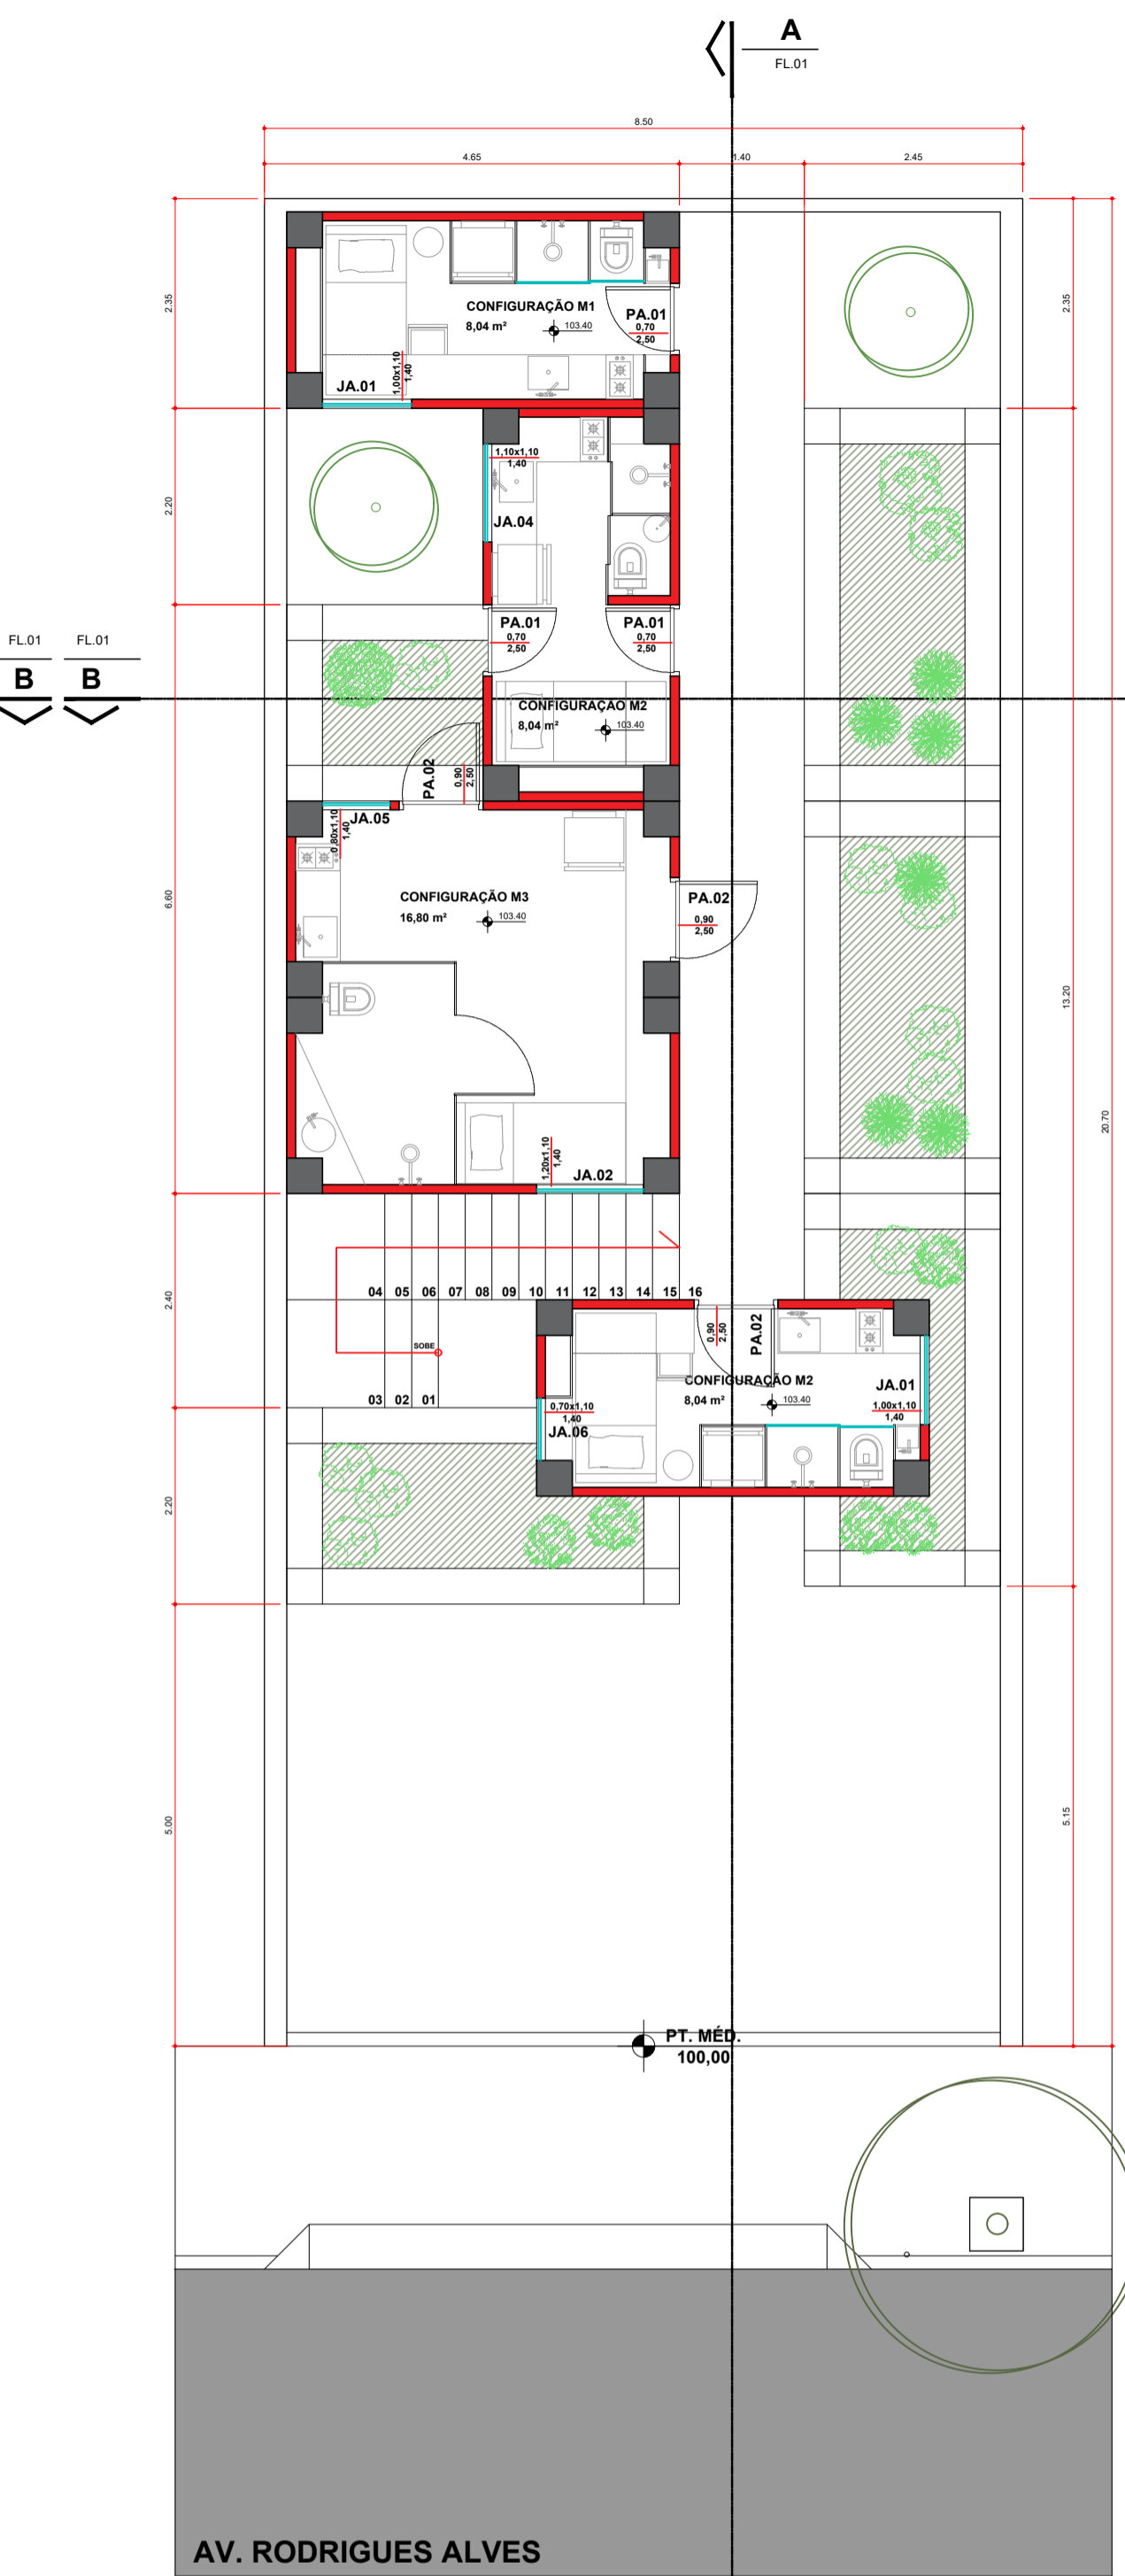 A
FL.01
8.50
4.65
1.40
2.45
2.35
2.35
CONFIGURAÇÃO M1
8,04 m²
103.40
PA.01
0,70
2,50
JA.01
1,00x1,10
1,40
1,10x1,10
1,40
JA.04
2.20
PA.01
0,70
2,50
PA.01
0,70
2,50
FL.01
FL.01
B
B
CONFIGURAÇÃO M2
8,04 m²
103.40
PA.02
0,90
2,50
JA.05
0,80x1,10
1,40
6.60
CONFIGURAÇÃO M3
16,80 m²
103.40
PA.02
0,90
2,50
13.20
20.70
1,20x1,10
1,40
JA.02
2.40
04 05 06 07 08 09 10 11 12 13 14 15 16
SOBE
03 02 01
0,90
2,50
PA.02
CONFIGURAÇÃO M2
8,04 m²
103.40
JA.01
1,00x1,10
1,40
0,70x1,10
1,40
JA.06
2.20
5.00
5.15
PT. MÉD.
100,00
AV. RODRIGUES ALVES